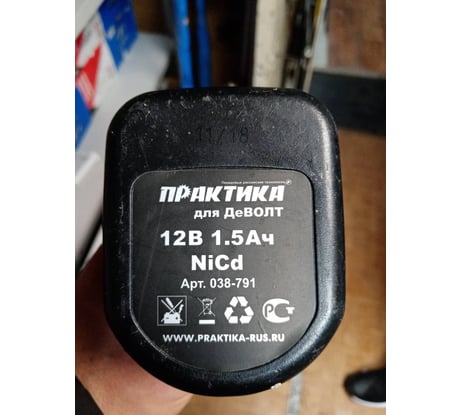 11/18
ПРАКТИКА
для ДеВОЛТ
12В 1.5Ач
NiCd
Арт. 038-791
WWW.PRAKTIKA-RUS.RU